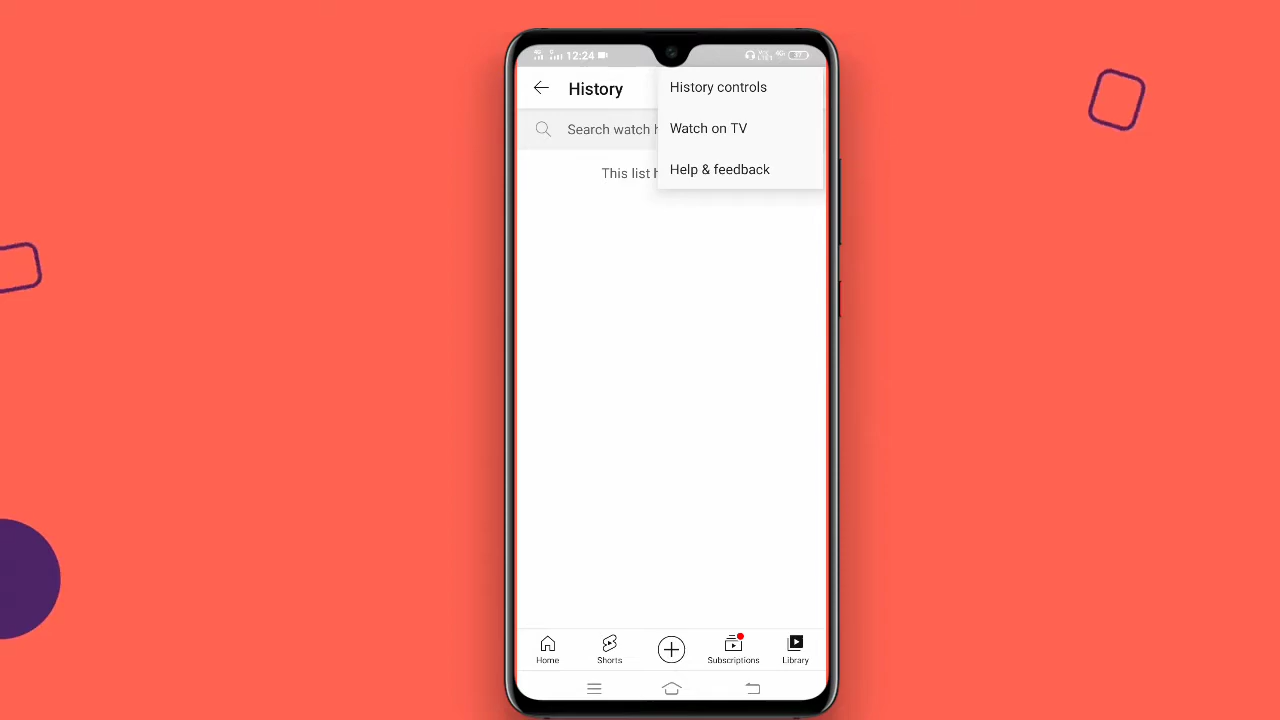 12:24
History
History controls
Search watch
Watch on TV
This list
Help & feedback
Home
Shorts
Subscriptions
Library